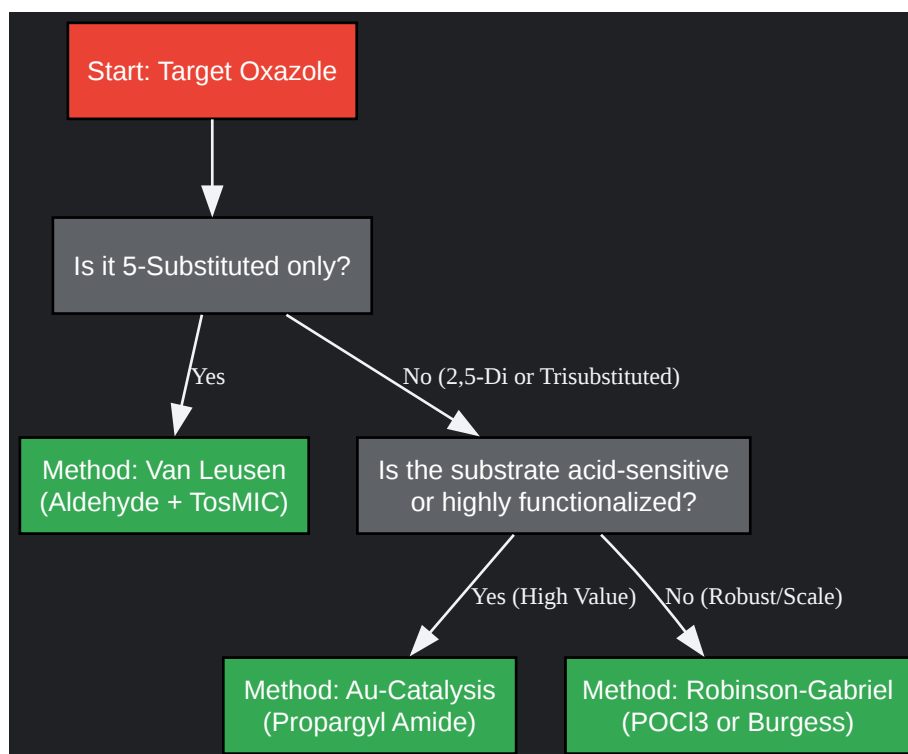 Start: Target Oxazole
Is it 5-Substituted only?
Yes
No (2,5-Di or Trisubstituted)
Method: Van Leusen
(Aldehyde + TosMIC)
Is the substrate acid-sensitive
or highly functionalized?
Yes (High Value)
No (Robust/Scale)
Method: Au-Catalysis
(Propargyl Amide)
Method: Robinson-Gabriel
(POCl3 or Burgess)